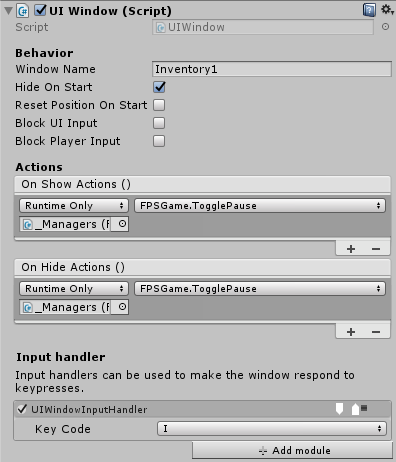 UI Window (Script)
Script UIWindow
Behavior
Window Name Inventory1
Hide On Start
Reset Position On Start
Block UI Input
Block Player Input
Actions
On Show Actions ()
Runtime Only FPSGame.TogglePause
_Managers (F
On Hide Actions ()
Runtime Only FPSGame.TogglePause
_Managers (F
Input handler
Input handlers can be used to make the window respond to
keypresses.
UIWindowInputHandler
Key Code I
Add module